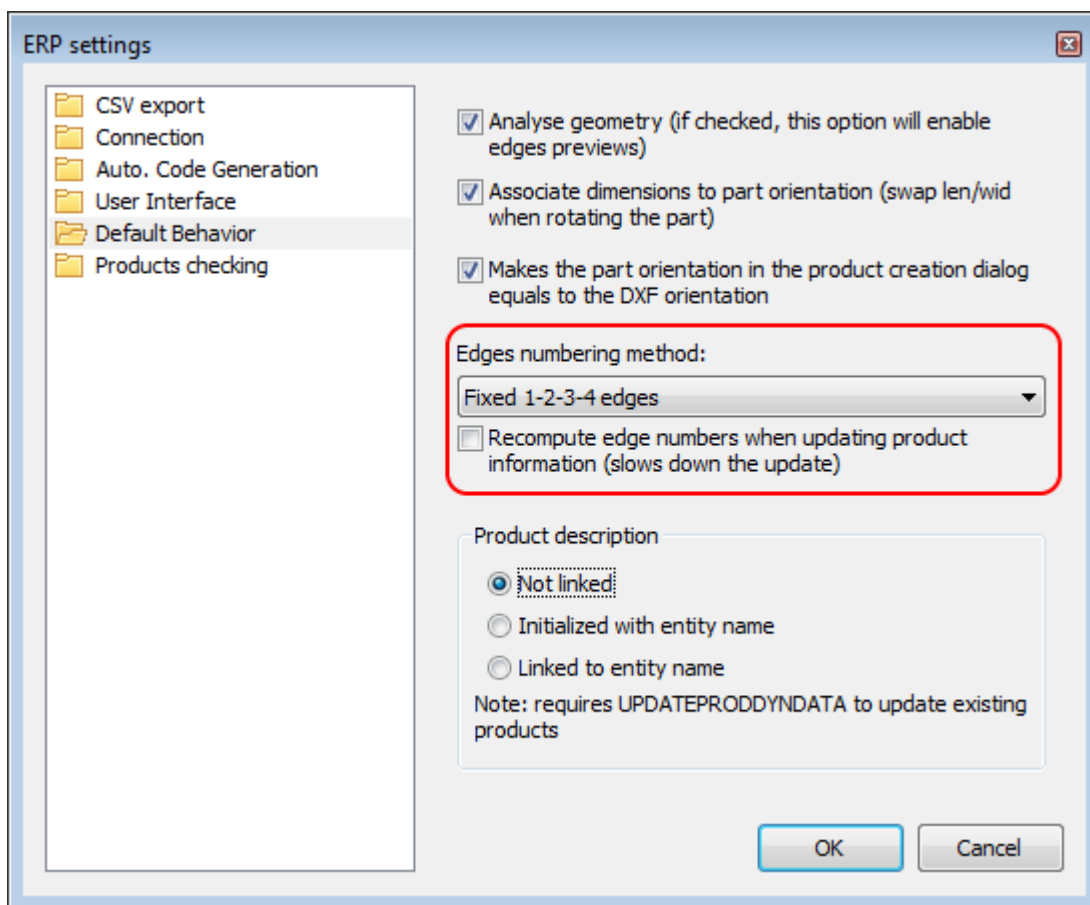 ERP settings
CSV export
Connection
Auto. Code Generation
User Interface
Default Behavior
Products checking
Analyse geometry (if checked, this option will enable
edges previews)
Associate dimensions to part orientation (swap len/wid
when rotating the part)
Makes the part orientation in the product creation dialog
equals to the DXF orientation
Edges numbering method:
Fixed 1-2-3-4 edges
Recompute edge numbers when updating product
information (slows down the update)
Product description
Not linked
Initialized with entity name
Linked to entity name
Note: requires UPDATEPRODDYNDATA to update existing
products
OK
Cancel